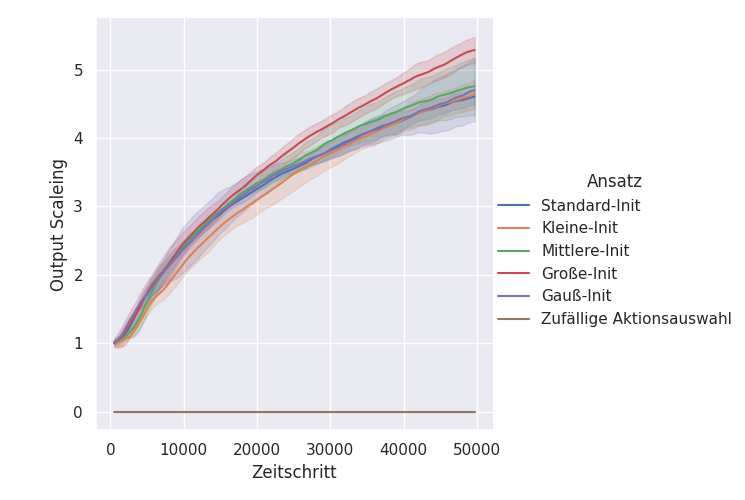 Output Scaleing
5
4
3
2
1
0
0 10000 20000 30000 40000 50000
Zeitschritt
Ansatz
Standard-Init
Kleine-Init
Mittlere-Init
Große-Init
Gauß-Init
Zufällige Aktionsauswahl